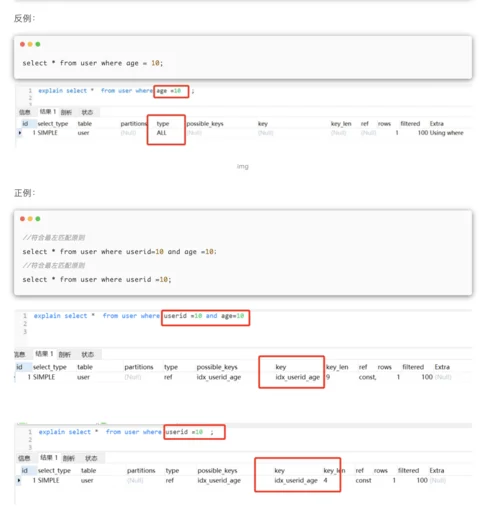 反例：
select * from user where age = 10;
1 explain select * from user where age =10 ;
2
信息 结果 1 剖析 状态
id select_type table partitions type possible_keys key key_len ref rows filtered Extra
1 SIMPLE user (Null) ALL (Null) (Null) (Null) (Null) 1 100 Using where
img
正例：
//符合最左匹配原则
select * from user where userid=10 and age =10;
//符合最左匹配原则
select * from user where userid =10;
1 explain select * from user where userid =10 and age=10
2
3
信息 结果 1 剖析 状态
id select_type table partitions type possible_keys key key_len ref rows filtered Extra
1 SIMPLE user (Null) ref idx_userid_age idx_userid_age 9 const, 1 100 (Null)
1 explain select * from user where userid =10 ;
2
信息 结果 1 剖析 状态
id select_type table partitions type possible_keys key key_len ref rows filtered Extra
1 SIMPLE user (Null) ref idx_userid_age idx_userid_age 4 const 1 100 (Null)